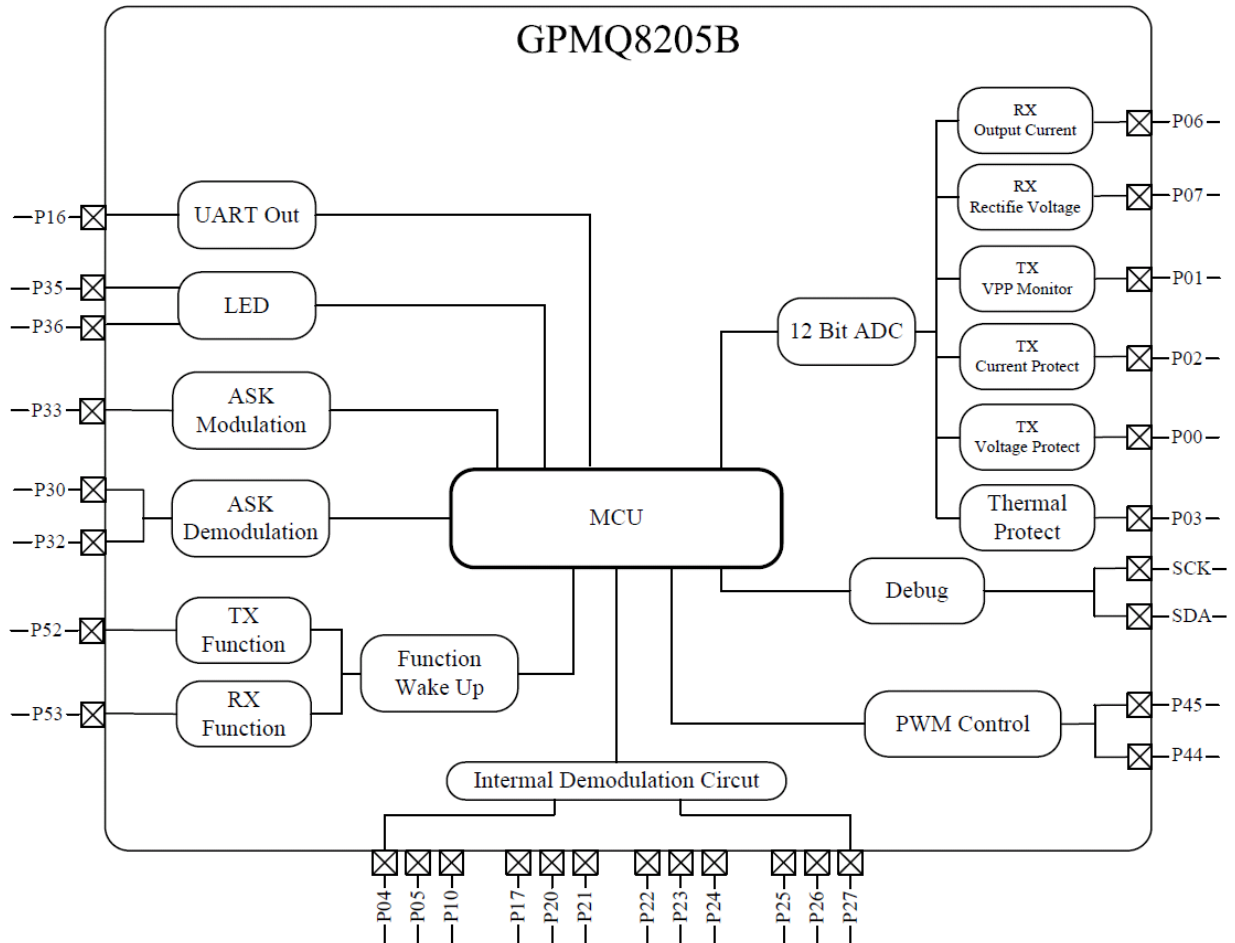 GPMQ8205B
RX
Output Current
P06
RX
Rectifie Voltage
P07
P16
UART Out
TX
VPP Monitor
P01
P35
LED
P36
12 Bit ADC
TX
Current Protect
P02
P33
ASK
Modulation
TX
Voltage Protect
P00
P30
ASK
Demodulation
P32
MCU
Thermal
Protect
P03
Debug
SCK
SDA
P52
TX
Function
Function
Wake Up
P53
RX
Function
PWM Control
P45
P44
Internal Demodulation Circut
P04
P05
P10
P17
P20
P21
P22
P23
P24
P25
P26
P27